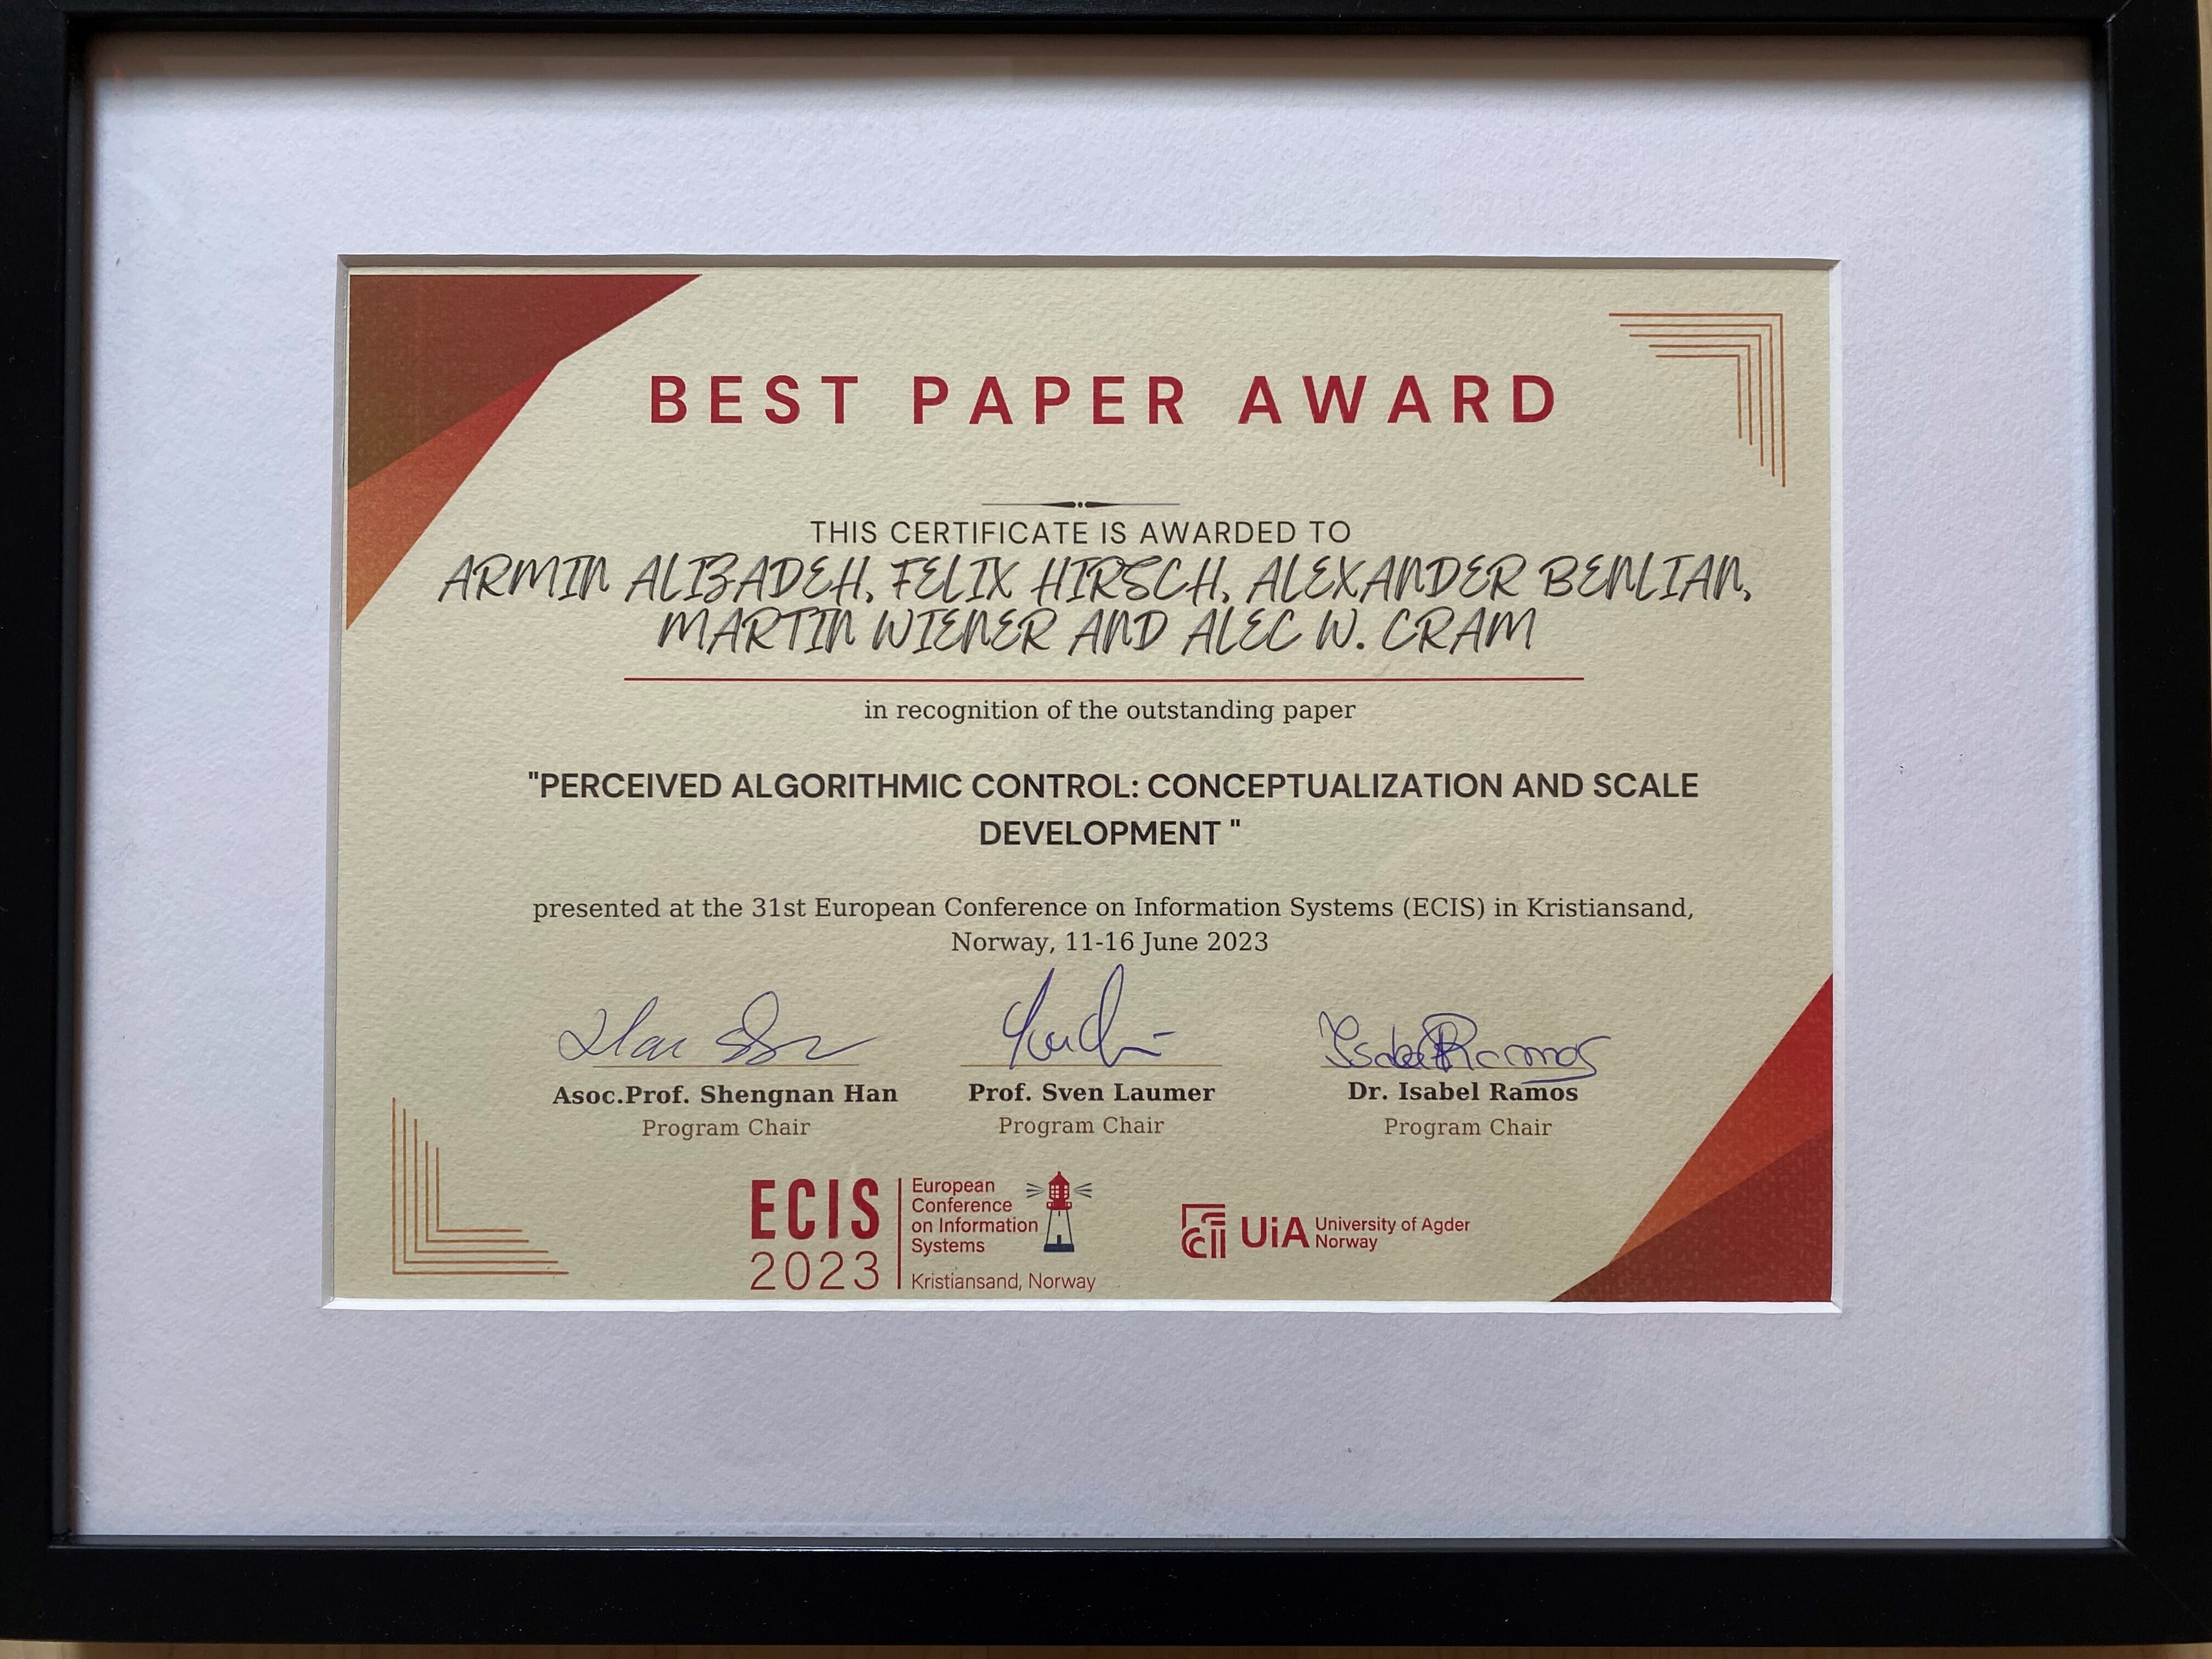 BEST PAPER AWARD
THIS CERTIFICATE IS AWARDED TO
ARMIN ALIZADEH, FELIX HIRSCH, ALEXANDER BENLIAN,
MARTIN WIENER AND ALEC W. CRAM
in recognition of the outstanding paper
"PERCEIVED ALGORITHMIC CONTROL: CONCEPTUALIZATION AND SCALE
DEVELOPMENT "
presented at the 31st European Conference on Information Systems (ECIS) in Kristiansand,
Norway, 11-16 June 2023
Isabel Ramos
Asoc.Prof. Shengnan Han
Program Chair
Prof. Sven Laumer
Program Chair
Dr. Isabel Ramos
Program Chair
ECIS
2023
European
Conference
on Information
Systems
Kristiansand, Norway
UiA
University of Agder
Norway